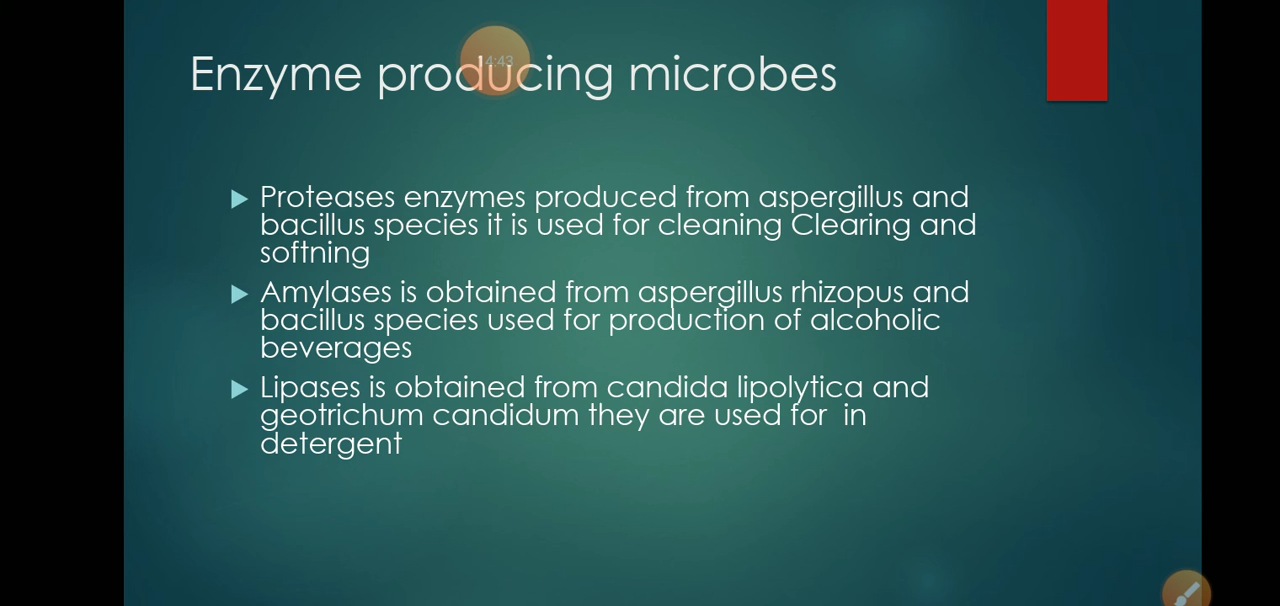 Enzyme producing microbes
14:43
Proteases enzymes produced from aspergillus and
bacillus species it is used for cleaning Clearing and
softning
Amylases is obtained from aspergillus rhizopus and
bacillus species used for production of alcoholic
beverages
Lipases is obtained from candida lipolytica and
geotrichum candidum they are used for  in
detergent